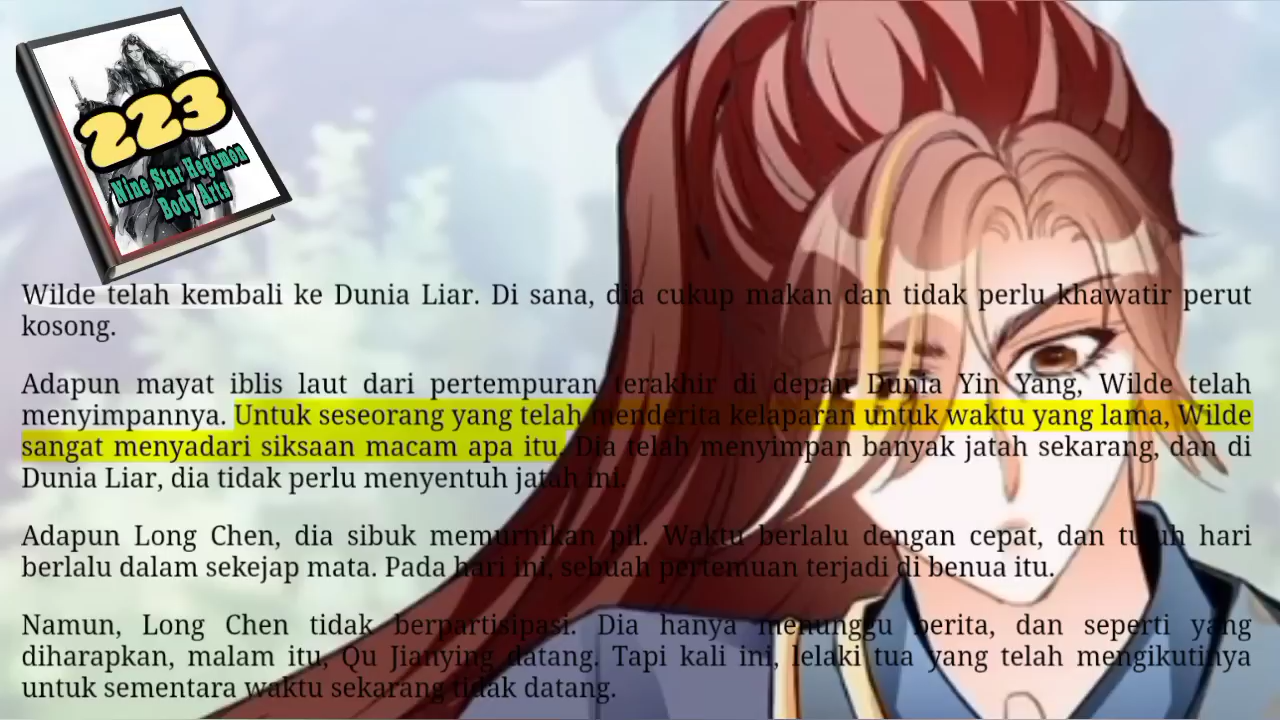 223
Nine Star Hegemon
Body Arts
Wilde telah kembali ke Dunia Liar. Di sana, dia cukup makan dan tidak perlu khawatir perut
kosong.
Adapun mayat iblis laut dari pertempuran terakhir di depan Dunia Yin Yang, Wilde telah
menyimpannya. Untuk seseorang yang telah menderita kelaparan untuk waktu yang lama, Wilde
sangat menyadari siksaan macam apa itu. Dia telah menyimpan banyak jatah sekarang, dan di
Dunia Liar, dia tidak perlu menyentuh jatah ini.
Adapun Long Chen, dia sibuk memurnikan pil. Waktu berlalu dengan cepat, dan tujuh hari
berlalu dalam sekejap mata. Pada hari ini, sebuah pertemuan terjadi di benua itu.
Namun, Long Chen tidak berpartisipasi. Dia hanya menunggu berita, dan seperti yang
diharapkan, malam itu, Qu Jianying datang. Tapi kali ini, lelaki tua yang telah mengikutinya
untuk sementara waktu sekarang tidak datang.